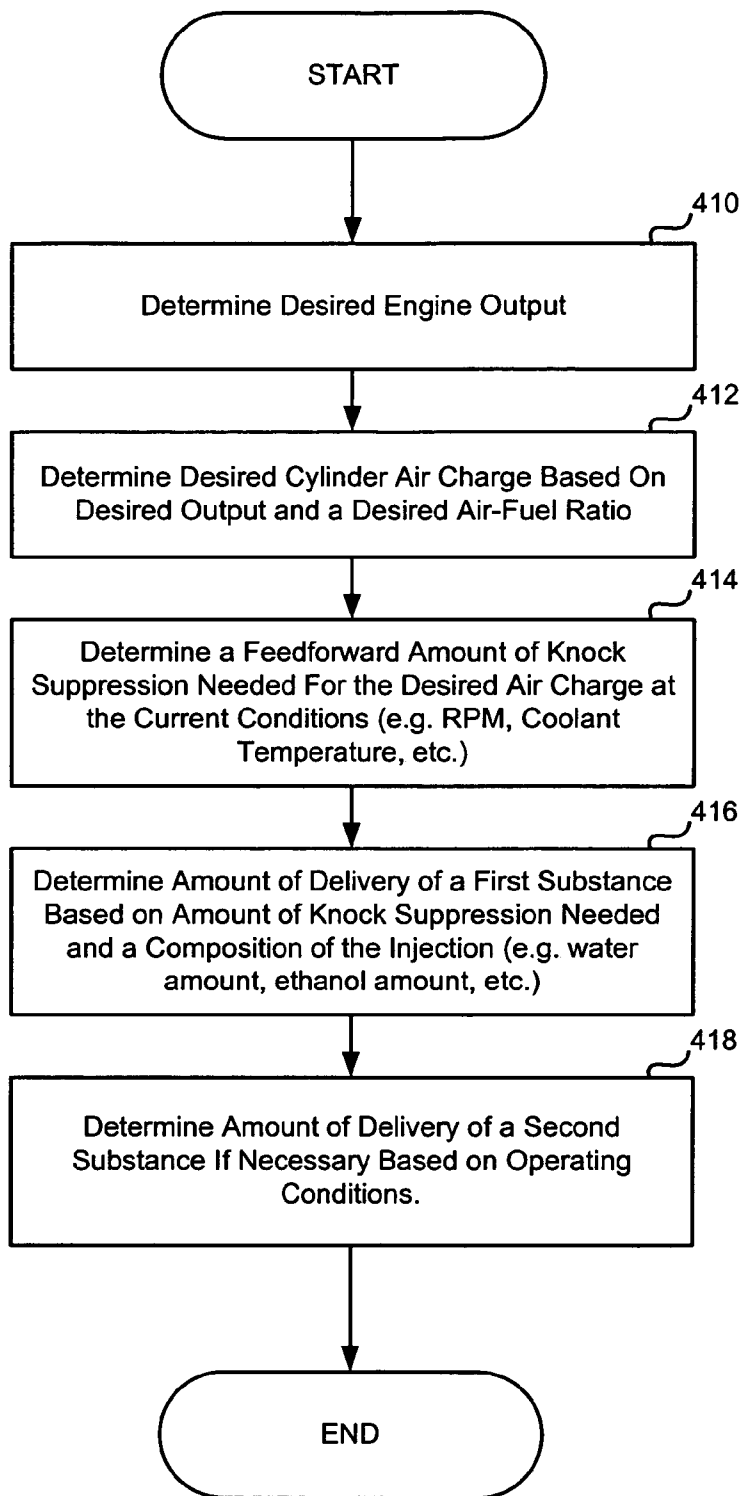 START
410
Determine Desired Engine Output
412
Determine Desired Cylinder Air Charge Based On
Desired Output and a Desired Air-Fuel Ratio
414
Determine a Feedforward Amount of Knock
Suppression Needed For the Desired Air Charge at
the Current Conditions (e.g. RPM, Coolant
Temperature, etc.)
416
Determine Amount of Delivery of a First Substance
Based on Amount of Knock Suppression Needed
and a Composition of the Injection (e.g. water
amount, ethanol amount, etc.)
418
Determine Amount of Delivery of a Second
Substance If Necessary Based on Operating
Conditions.
END